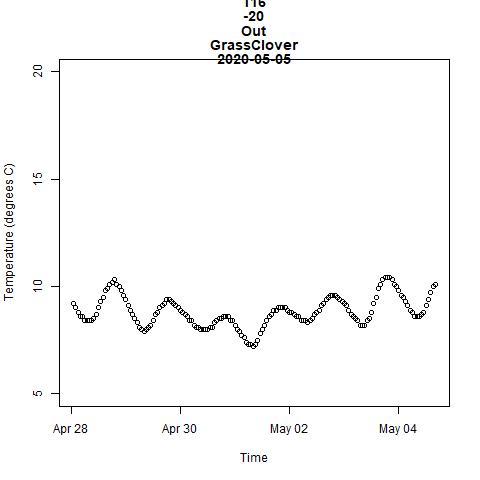 T16
-20
Out
GrassClover
2020-05-05
Temperature (degrees C)
20
15
10
5
Apr 28
Apr 30
May 02
May 04
Time